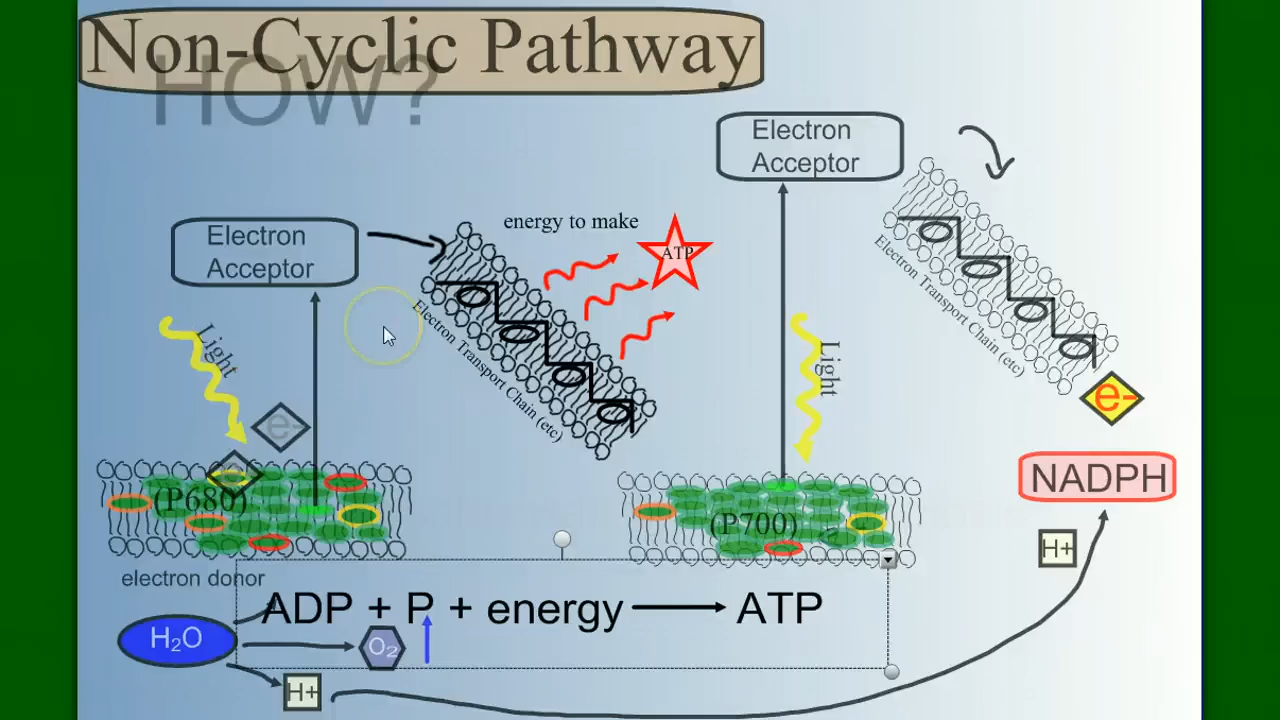 Non-Cyclic Pathway
HOW?
Electron
Acceptor
energy to make
ATP
Electron
Acceptor
Light
Electron Transport Chain (etc)
Light
Electron Transport Chain (etc)
e-
e-
(P680)
(P700)
NADPH
H+
electron donor
ADP + P + energy ATP
H₂O
O₂
H+